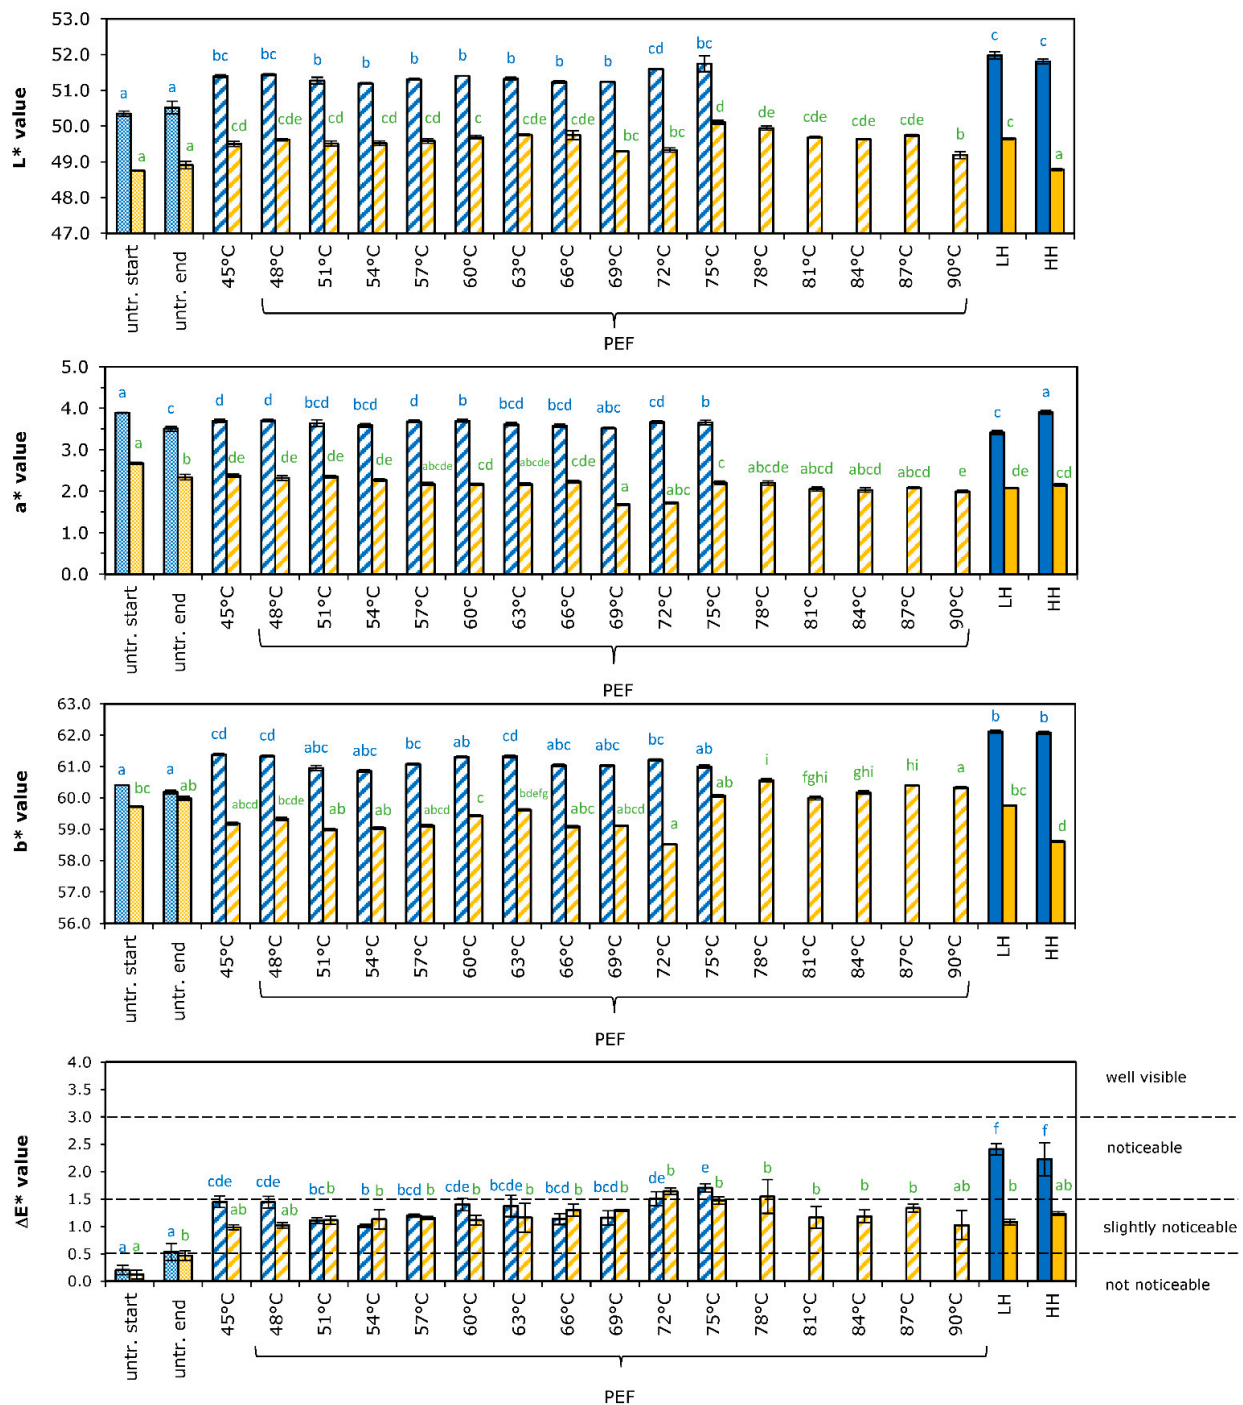 53.0
52.0
51.0
50.0
49.0
48.0
47.0
L* value
a a bc bc b b b b b b b cd bc c c
a a cd cde cd cd cd c cde cde bc bc d de cde cde cde b c a
untr. start untr. end 45°C 48°C 51°C 54°C 57°C 60°C 63°C 66°C 69°C 72°C 75°C 78°C 81°C 84°C 87°C 90°C LH HH
PEF
5.0
4.0
3.0
2.0
1.0
0.0
a* value
a c d d bcd bcd d b bcd bcd abc cd b c a
a b de de de de abcde cd abcde cde a abc c abcde abcd abcd abcd e de cd
untr. start untr. end 45°C 48°C 51°C 54°C 57°C 60°C 63°C 66°C 69°C 72°C 75°C 78°C 81°C 84°C 87°C 90°C LH HH
PEF
63.0
62.0
61.0
60.0
59.0
58.0
57.0
56.0
b* value
a a cd cd abc abc bc ab cd abc abc bc ab b b
bc ab abcd bcde ab ab abcd c bdefg abc abcd a ab i fghi ghi hi a bc d
untr. start untr. end 45°C 48°C 51°C 54°C 57°C 60°C 63°C 66°C 69°C 72°C 75°C 78°C 81°C 84°C 87°C 90°C LH HH
PEF
4.0
3.5
3.0
2.5
2.0
1.5
1.0
0.5
0.0
ΔE* value
well visible
noticeable
slightly noticeable
not noticeable
a a cde cde bc b bcd cde bcde bcd bcd de e f f
a b ab ab b b b b b b b b b b b b b ab b ab
untr. start untr. end 45°C 48°C 51°C 54°C 57°C 60°C 63°C 66°C 69°C 72°C 75°C 78°C 81°C 84°C 87°C 90°C LH HH
PEF